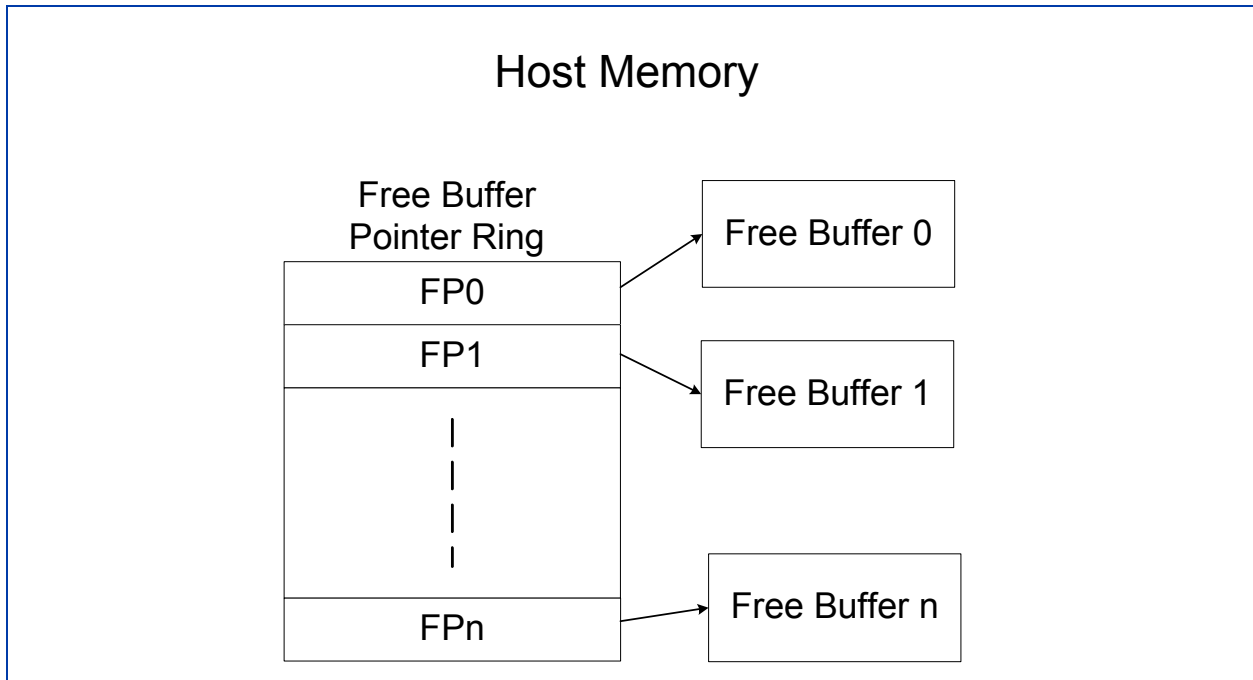 Host Memory
Free Buffer
Pointer Ring
FP0
Free Buffer 0
FP1
Free Buffer 1
FPn
Free Buffer n